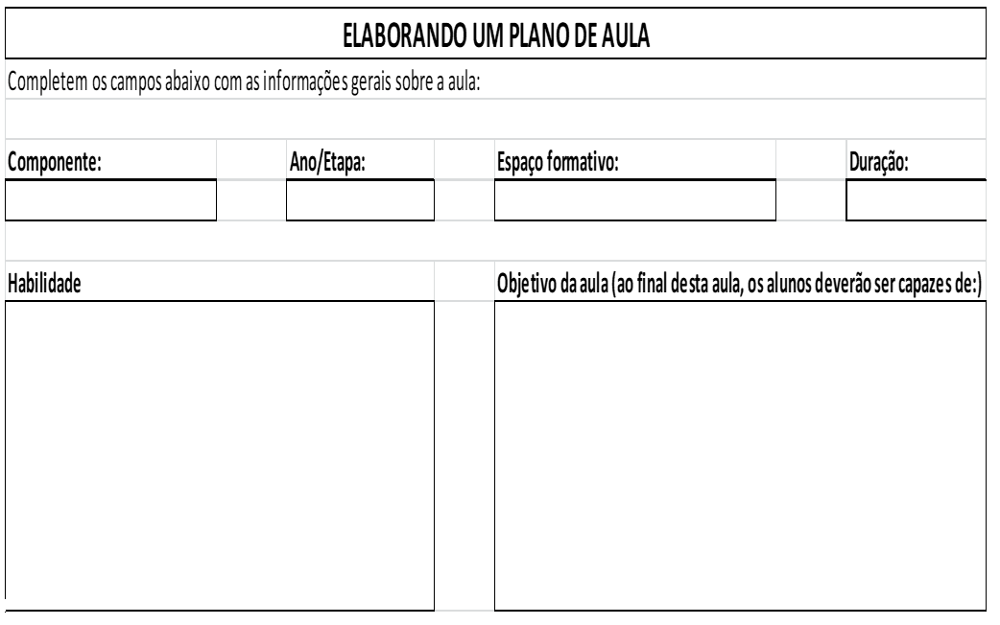 ELABORANDO UM PLANO DE AULA
Completem os campos abaixo com as informações gerais sobre a aula:
Componente: Ano/Etapa: Espaço formativo: Duração:
Habilidade Objetivo da aula (ao final desta aula, os alunos deverão ser capazes de:)